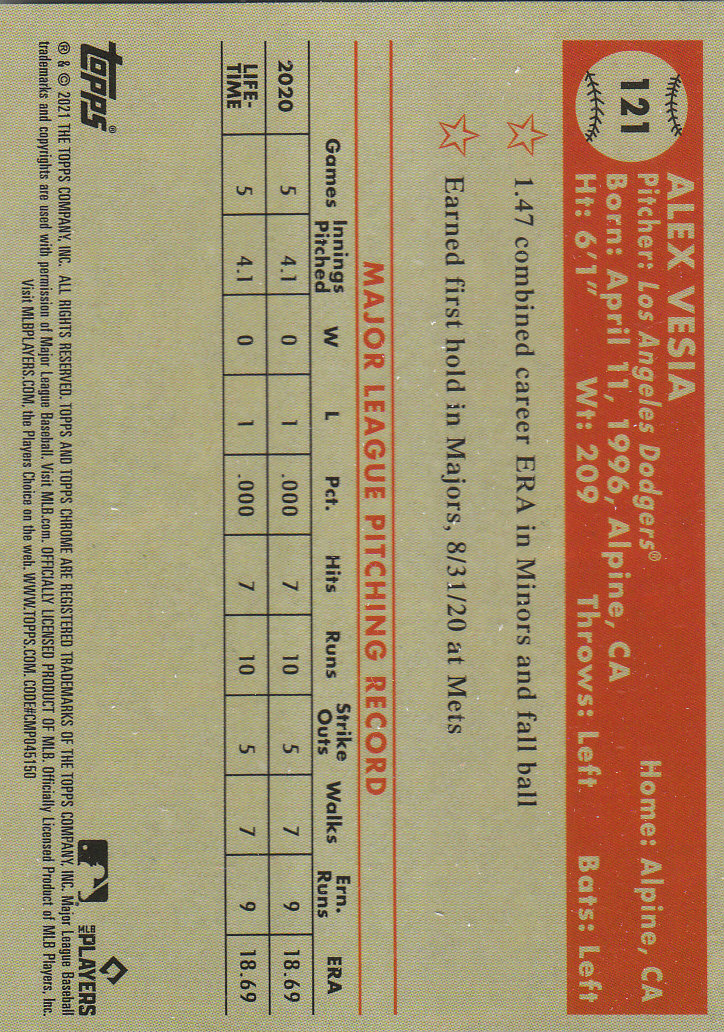 121
ALEX VESIA
Pitcher: Los Angeles Dodgers® Home: Alpine, CA
Born: April 11, 1996, Alpine, CA
Ht: 6'1" Wt: 209 Throws: Left Bats: Left
1.47 combined career ERA in Minors and fall ball
Earned first hold in Majors, 8/31/20 at Mets
MAJOR LEAGUE PITCHING RECORD
Games Innings Pitched W L Pct. Hits Runs Strike Outs Walks Ern. Runs ERA
2020 5 4.1 0 1 .000 7 10 5 7 9 18.69
LIFE-TIME 5 4.1 0 1 .000 7 10 5 7 9 18.69
topps®
MLB PLAYERS
® & © 2021 THE TOPPS COMPANY, INC. ALL RIGHTS RESERVED. TOPPS AND TOPPS CHROME ARE REGISTERED TRADEMARKS OF THE TOPPS COMPANY, INC. Major League Baseball
trademarks and copyrights are used with permission of Major League Baseball. Visit MLB.com. OFFICIALLY LICENSED PRODUCT OF MLB. Officially Licensed Product of MLB Players, Inc.
Visit MLBPLAYERS.COM, the Players Choice on the web. WWW.TOPPS.COM. CODE#CMP045150